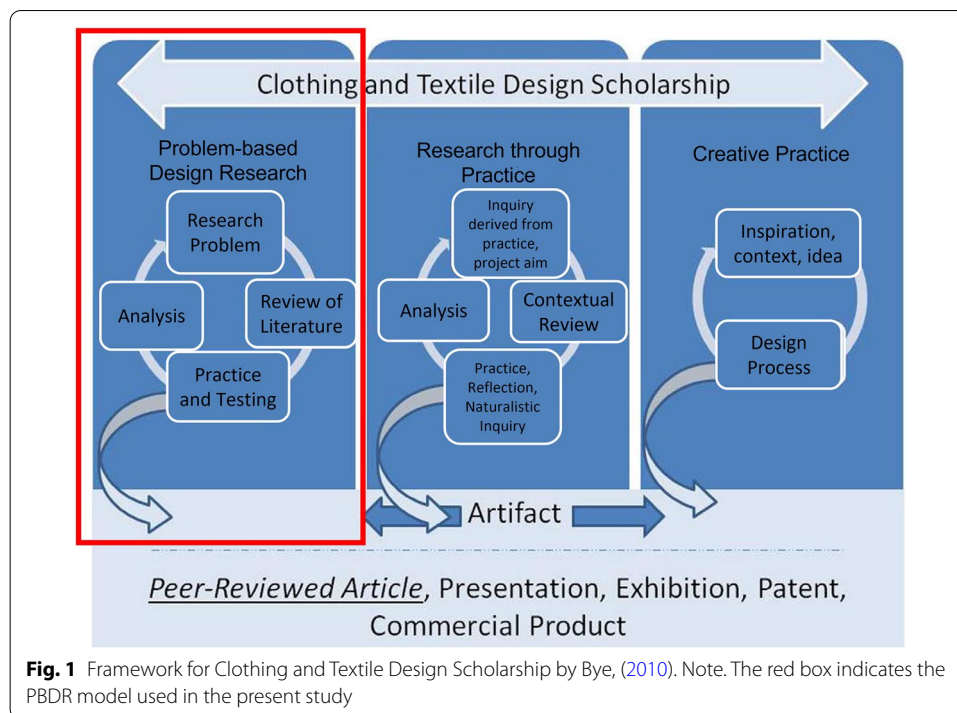 Clothing and Textile Design Scholarship
Problem-based
Design Research
Research
Problem
Analysis
Review of
Literature
Practice
and Testing
Research through
Practice
Inquiry
derived from
practice,
project aim
Analysis
Contextual
Review
Practice,
Reflection,
Naturalistic
Inquiry
Creative Practice
Inspiration,
context, idea
Design
Process
Artifact
Peer-Reviewed Article, Presentation, Exhibition, Patent,
Commercial Product
Fig. 1 Framework for Clothing and Textile Design Scholarship by Bye, (2010). Note. The red box indicates the
PBDR model used in the present study